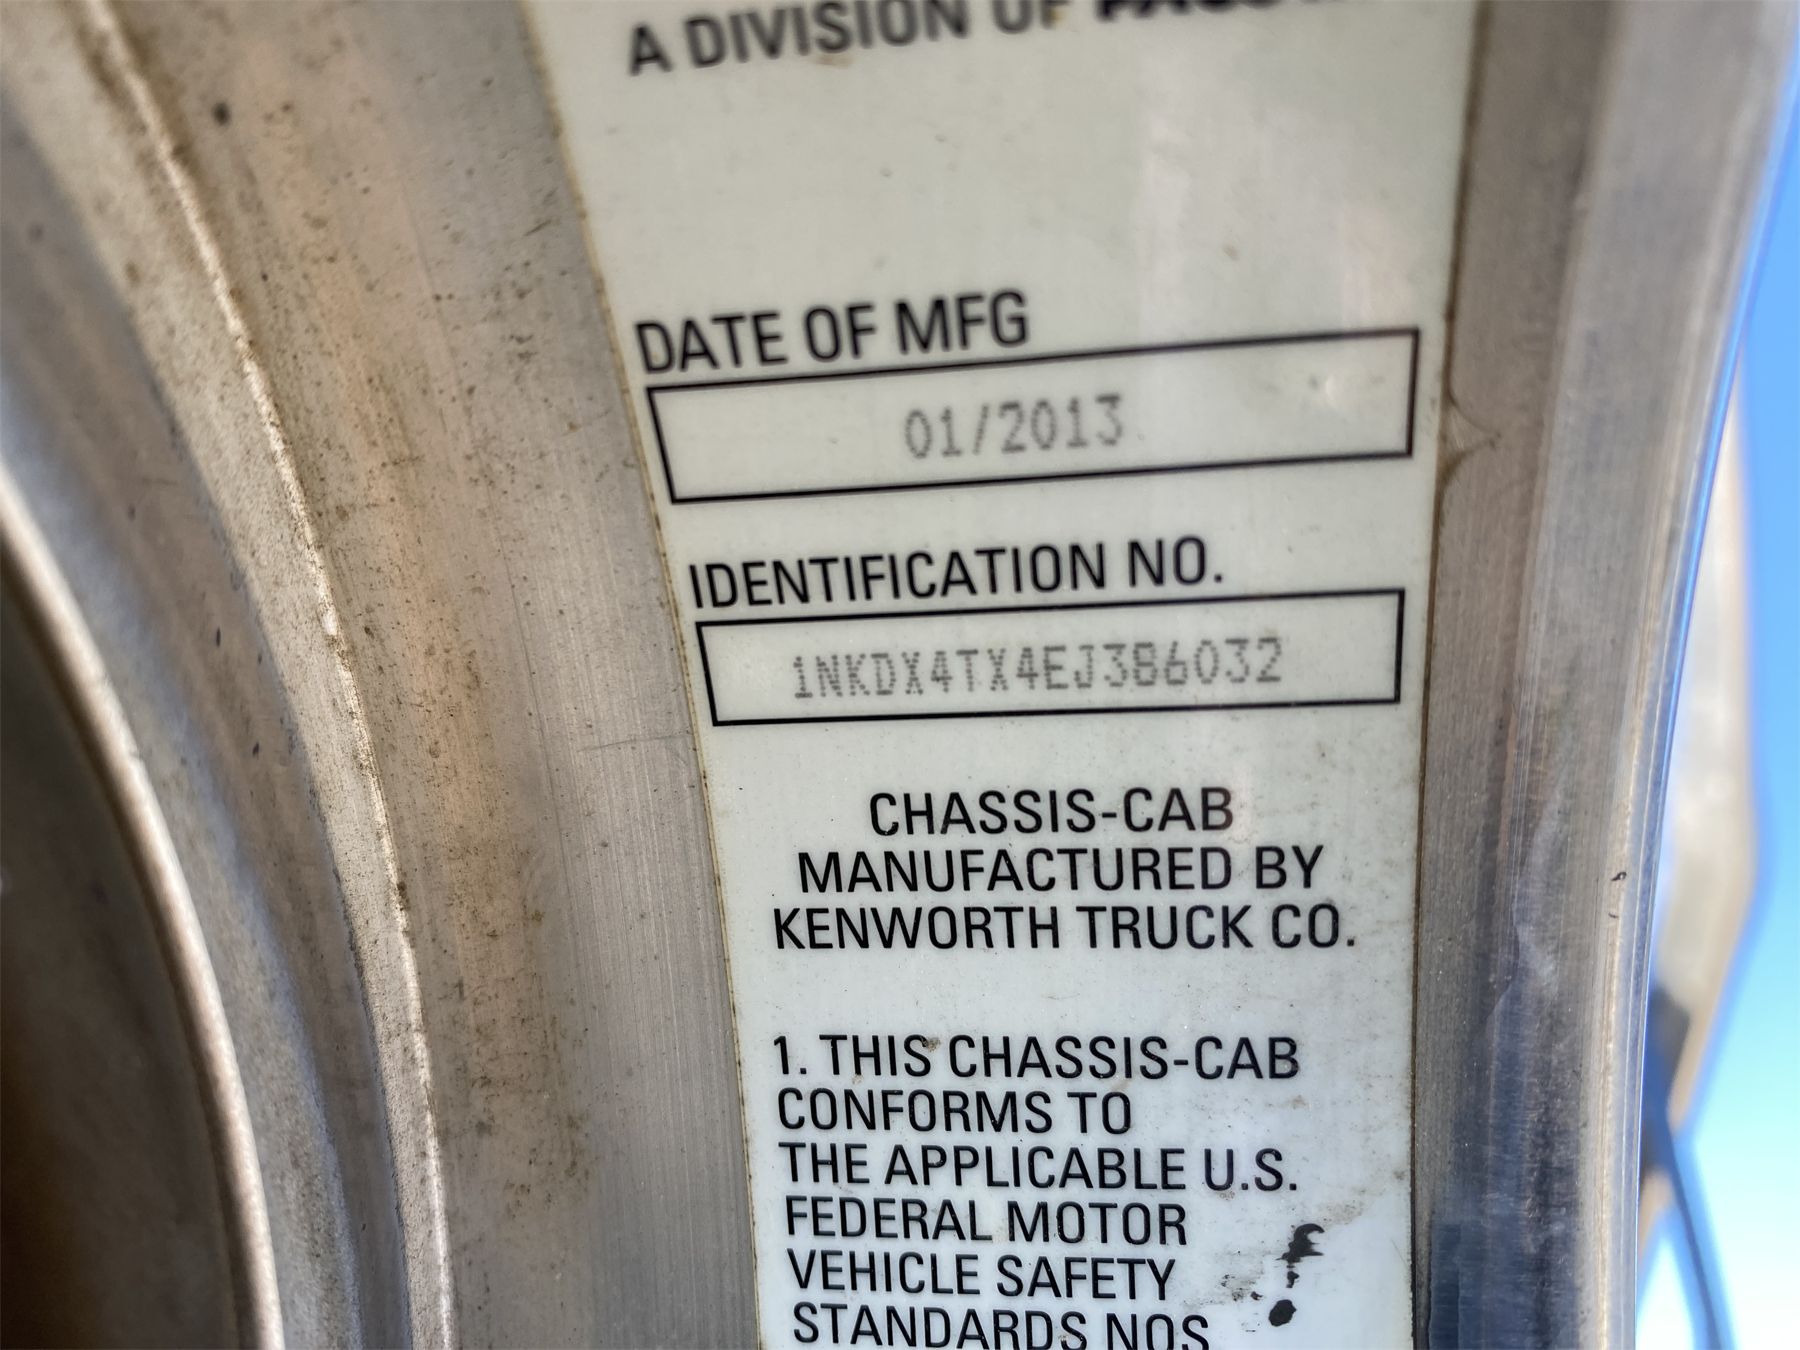 A DIVISION OF
DATE OF MFG
01/2013
IDENTIFICATION NO.
1NKDX4TX4EJ386032
CHASSIS-CAB
MANUFACTURED BY
KENWORTH TRUCK CO.
1. THIS CHASSIS-CAB
CONFORMS TO
THE APPLICABLE U.S.
FEDERAL MOTOR
VEHICLE SAFETY
STANDARDS NOS